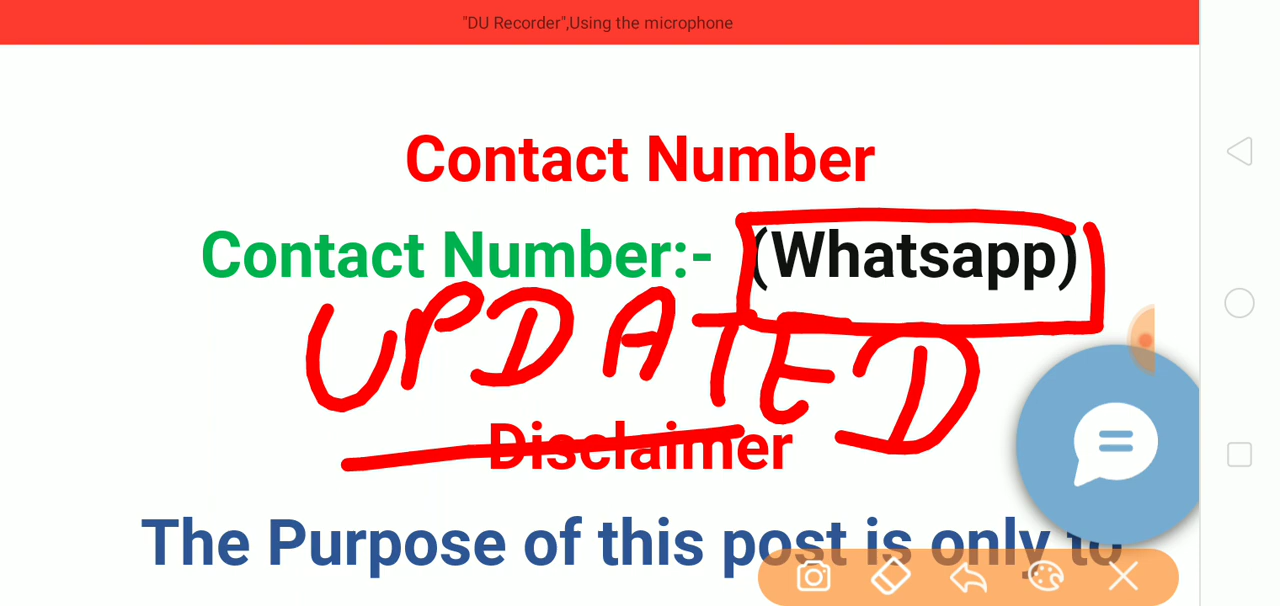 "DU Recorder",Using the microphone
Contact Number
Contact Number:- (Whatsapp)
UPDATED
Disclaimer
The Purpose of this post is only to